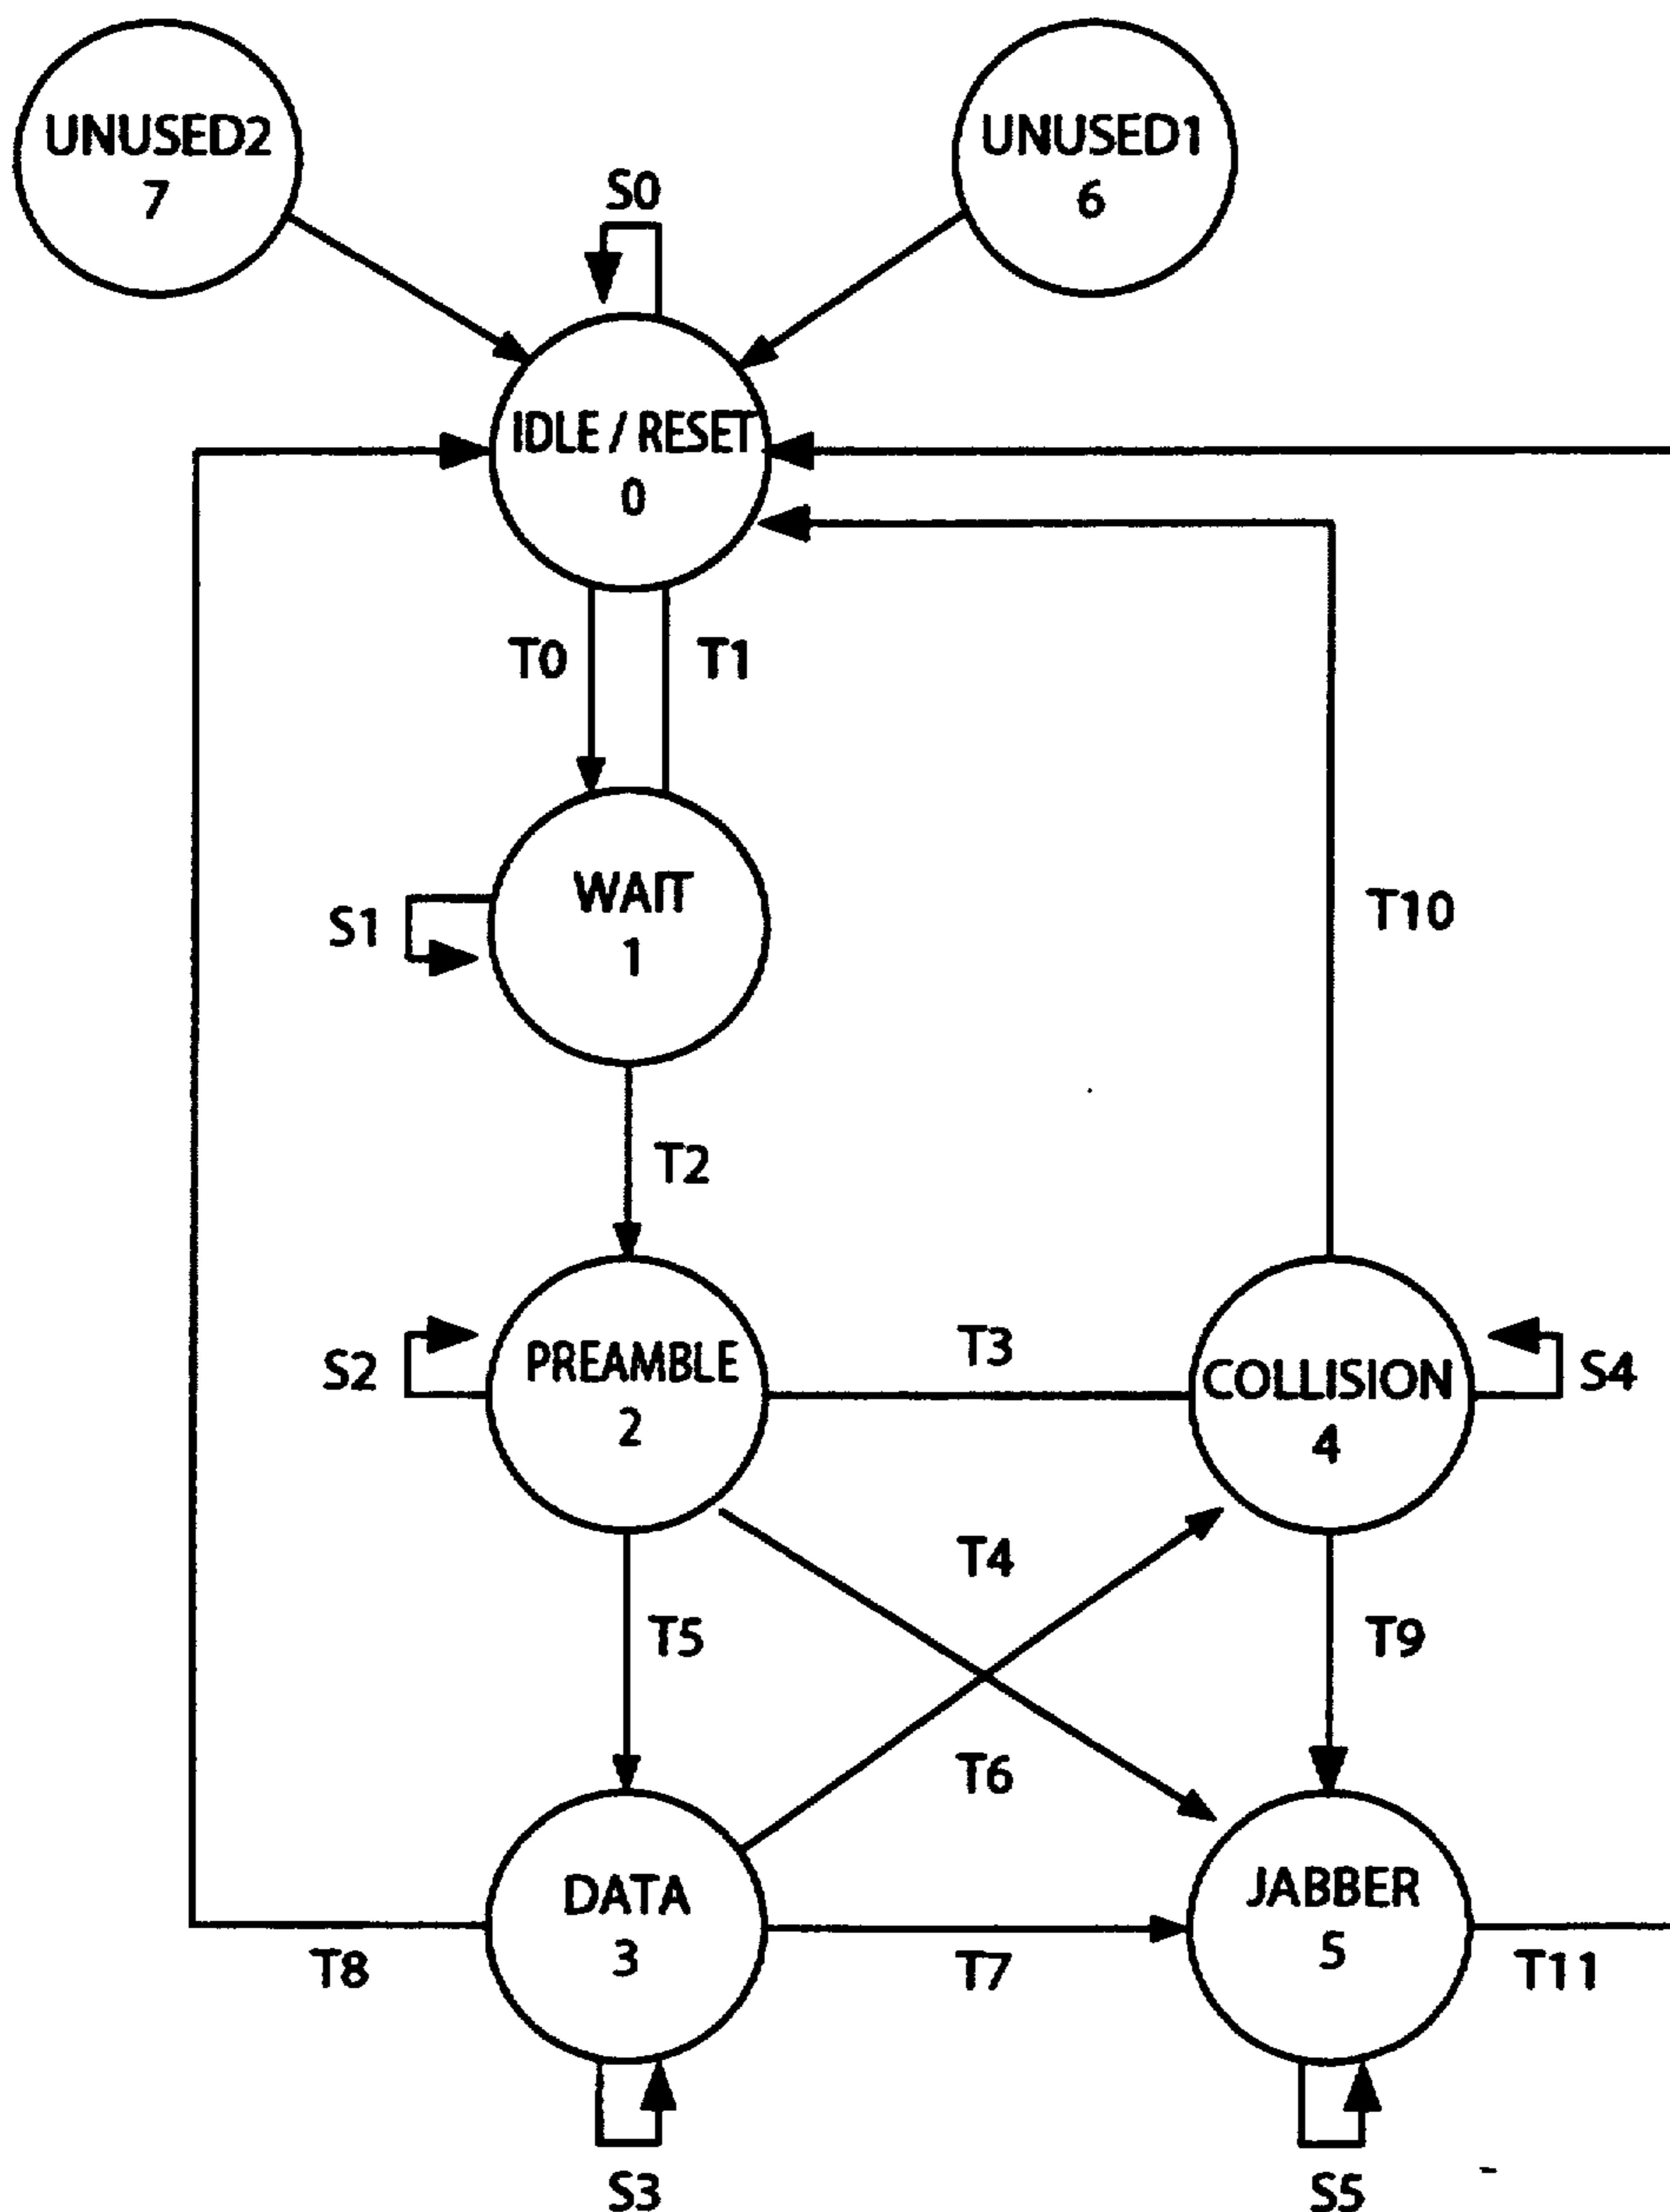 UNUSED2
7
UNUSED1
6
S0
IDLE / RESET
0
T0
T1
WAIT
1
S1
T10
T2
PREAMBLE
2
S2
T3
COLLISION
4
S4
T4
T5
T9
T6
DATA
3
JABBER
5
T8
T7
T11
S3
S5